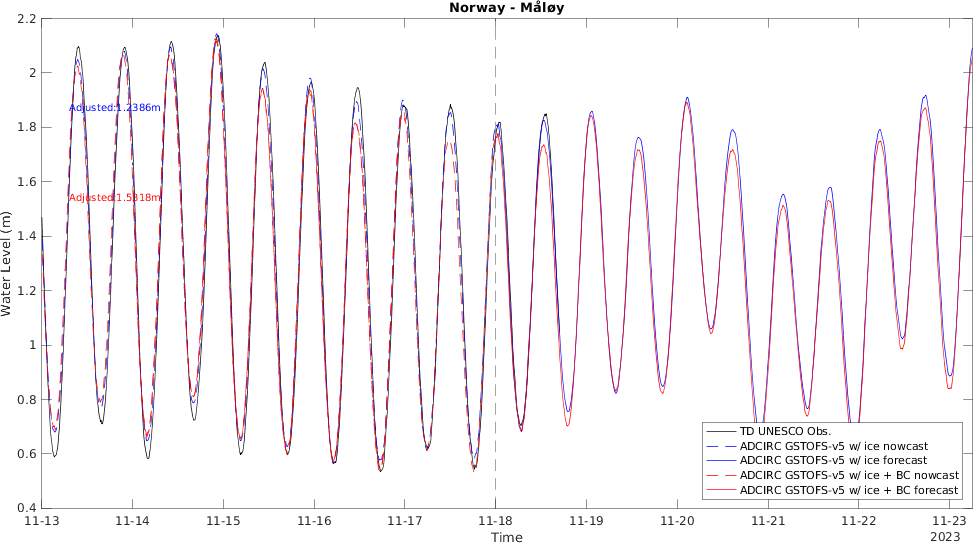 Norway - Måløy
2.2
2
1.8
1.6
1.4
1.2
1
0.8
0.6
0.4
Water Level (m)
Adjusted:1.2386m
Adjusted:1.5318m
TD UNESCO Obs.
ADCIRC GSTOFS-v5 w/ ice nowcast
ADCIRC GSTOFS-v5 w/ ice forecast
ADCIRC GSTOFS-v5 w/ ice + BC nowcast
ADCIRC GSTOFS-v5 w/ ice + BC forecast
11-13 11-14 11-15 11-16 11-17 11-18 11-19 11-20 11-21 11-22 11-23
Time
2023